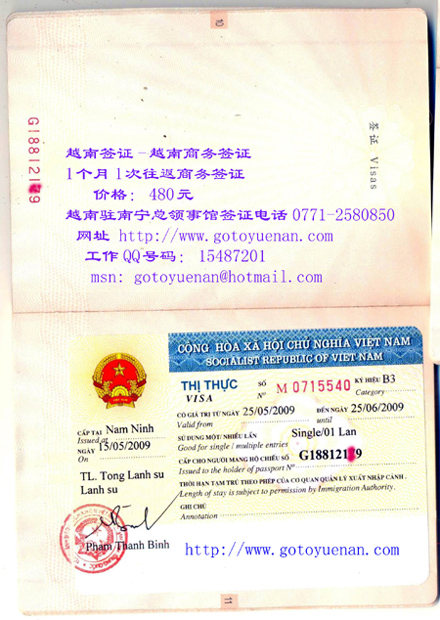 10
签证 Visas
越南签证-越南商务签证
1个月1次往返商务签证
价格: 480元
越南驻南宁总领事馆签证电话 0771-2580850
网址 http://www.gotoyuenan.com
工作QQ号码: 15487201
msn: gotoyuenan@hotmail.com
CỘNG HÒA XÃ HỘI CHỦ NGHĨA VIỆT NAM
SOCIALIST REPUBLIC OF VIET-NAM
THỊ THỰC SỐ M 0715540 KÝ HIỆU B3
VISA Nº Category
CÓ GIÁ TRỊ TỪ NGÀY 25/05/2009 ĐẾN NGÀY 25/06/2009
Valid from until
CẤP TẠI Nam Ninh
Issued at
NGÀY 15/05/2009
On
SỬ DỤNG MỘT/ NHIỀU LẦN Single/01 Lan
Good for single / multiple entries
CẤP CHO NGƯỜI MANG HỘ CHIẾU SỐ
Issued to the holder of passport Nº
THỜI HẠN TẠM TRÚ THEO PHÉP CỦA CƠ QUAN QUẢN LÝ XUẤT NHẬP CẢNH.
Length of stay is subject to permission by Immigration Authority.
GHI CHÚ
Annotation
TL. Tong Lanh su
Lanh su
Pham Thanh Binh
http://www.gotoyuenan.com
11